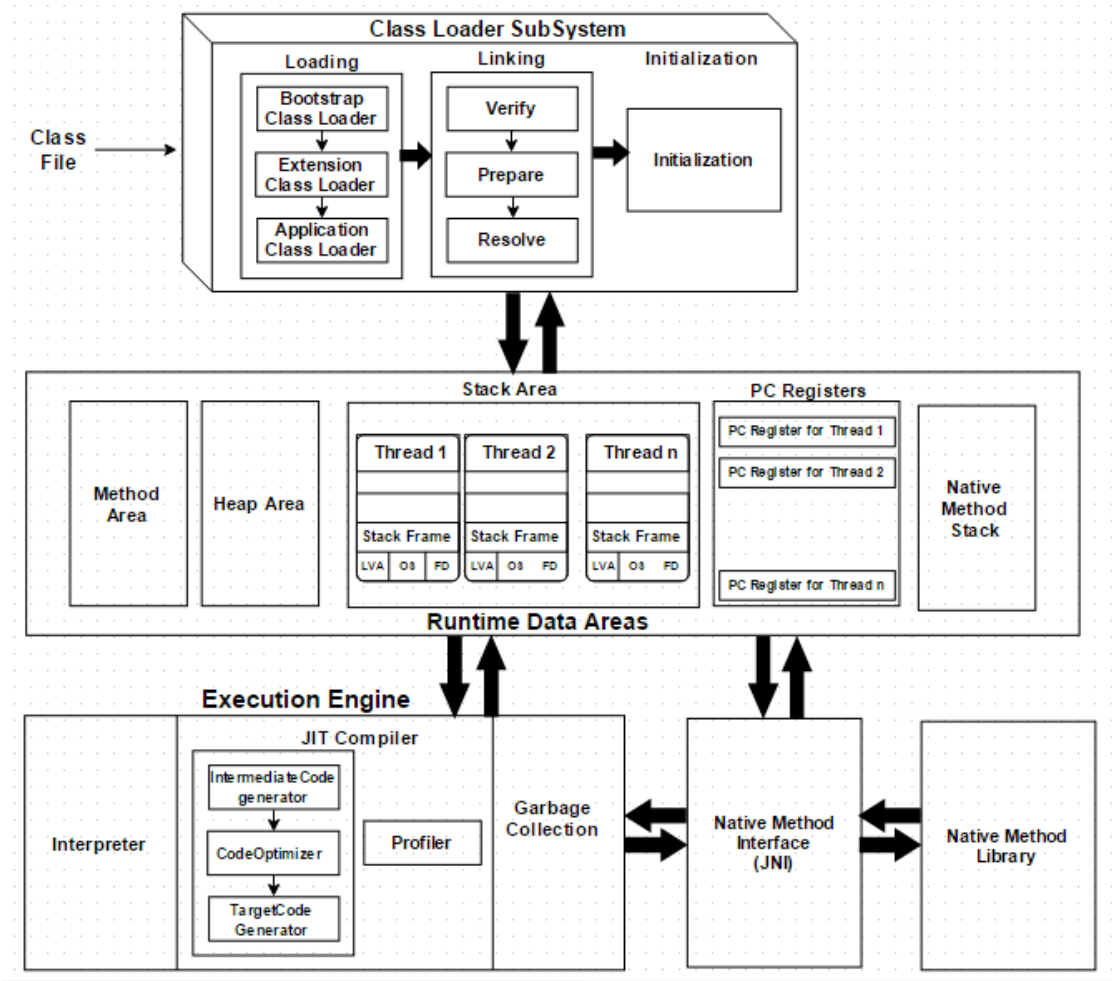 Class Loader SubSystem
Loading
Linking
Initialization
Bootstrap
Class Loader
Extension
Class Loader
Application
Class Loader
Verify
Prepare
Resolve
Initialization
Class
File
Stack Area
PC Registers
Method
Area
Heap Area
Thread 1
Stack Frame
LVA
OS
FD
Thread 2
Stack Frame
LVA
OS
FD
Thread n
Stack Frame
LVA
OS
FD
PC Register for Thread 1
PC Register for Thread 2
PC Register for Thread n
Native
Method
Stack
Runtime Data Areas
Execution Engine
Interpreter
JIT Compiler
IntermediateCode
generator
CodeOptimizer
TargetCode
Generator
Profiler
Garbage
Collection
Native Method
Interface
(JNI)
Native Method
Library